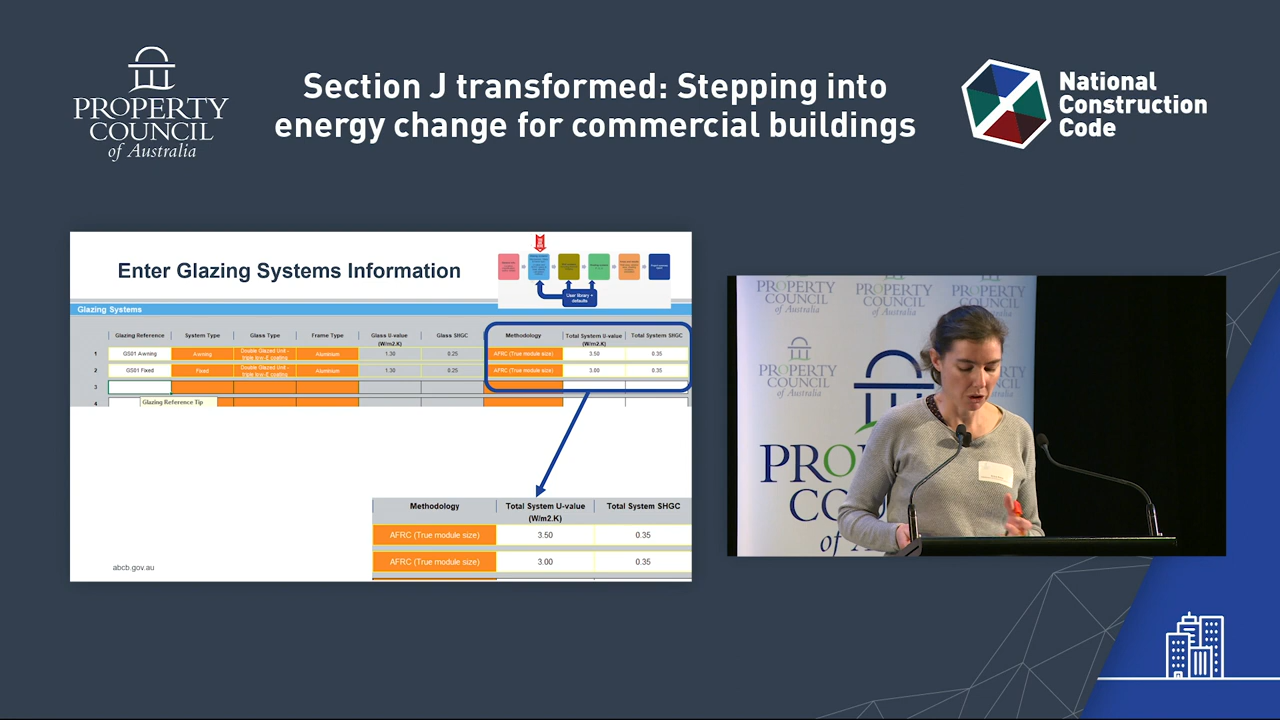 PROPERTY
COUNCIL
of Australia
Section J transformed: Stepping into
energy change for commercial buildings
National
Construction
Code
Enter Glazing Systems Information
User library +
defaults
Glazing Systems
Glazing Reference System Type Glass Type Frame Type Glass U-value (W/m2.K) Glass SHGC Methodology Total System U-value (W/m2.K) Total System SHGC
1 GS01 Awning Awning Double Glazed Unit - triple low-E coating Aluminium 1.30 0.25 AFRC (True module size) 3.50 0.35
2 GS01 Fixed Fixed Double Glazed Unit - triple low-E coating Aluminium 1.30 0.25 AFRC (True module size) 3.00 0.35
3
4 Glazing Reference Tip
Methodology Total System U-value (W/m2.K) Total System SHGC
AFRC (True module size) 3.50 0.35
AFRC (True module size) 3.00 0.35
abcb.gov.au
PROPERTY
COUNCIL
of Australia
PROPERTY
COUNCIL
of Australia
PROPERTY
COUNCIL
of Australia
PROPERTY
COUNCIL
of Australia
PRO
CO
of A